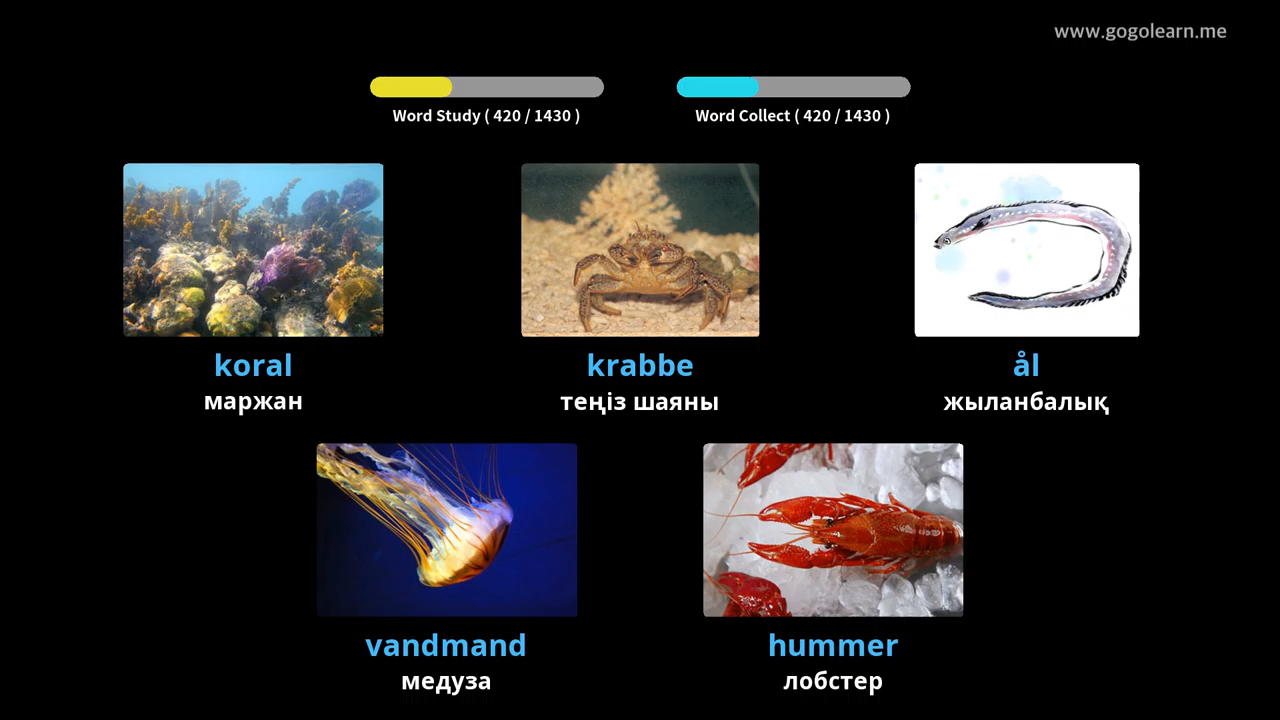 www.gogolearn.me
Word Study ( 420 / 1430 )
Word Collect ( 420 / 1430 )
koral
маржан
krabbe
теңіз шаяны
ål
жыланбалық
vandmand
медуза
hummer
лобстер